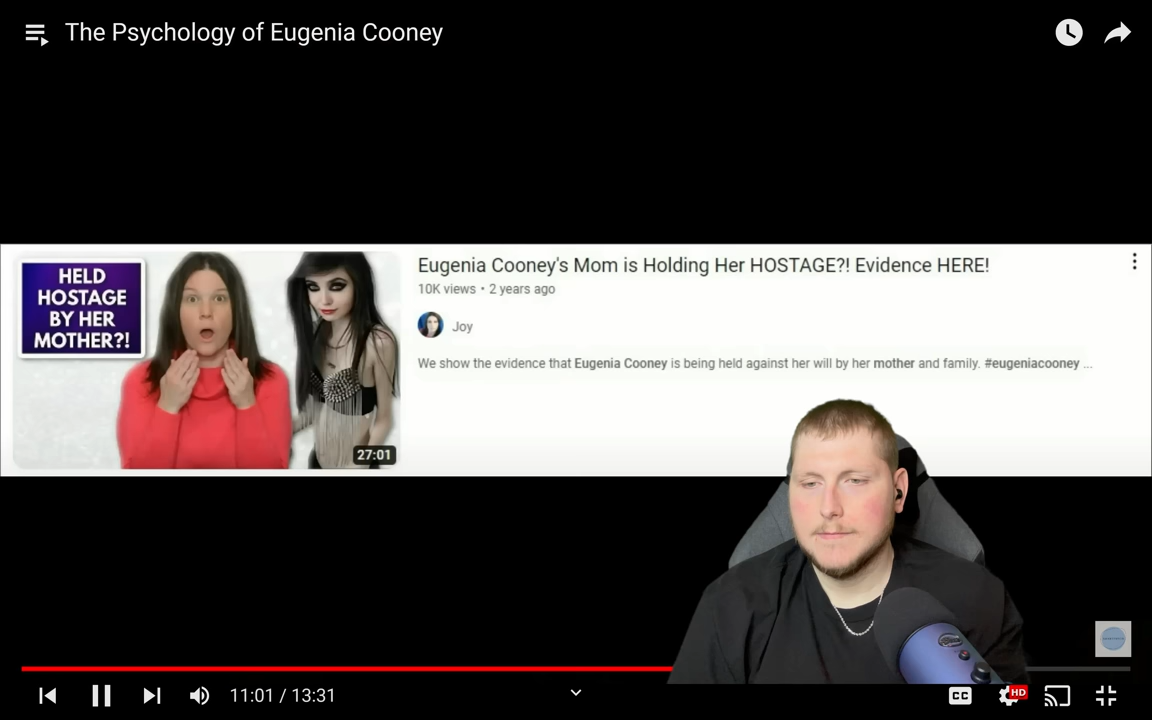 The Psychology of Eugenia Cooney
HELD
HOSTAGE
BY HER
MOTHER?!
27:01
Eugenia Cooney's Mom is Holding Her HOSTAGE?! Evidence HERE!
10K views • 2 years ago
Joy
We show the evidence that Eugenia Cooney is being held against her will by her mother and family. #eugeniacooney ...
11:01 / 13:31
CC
HD